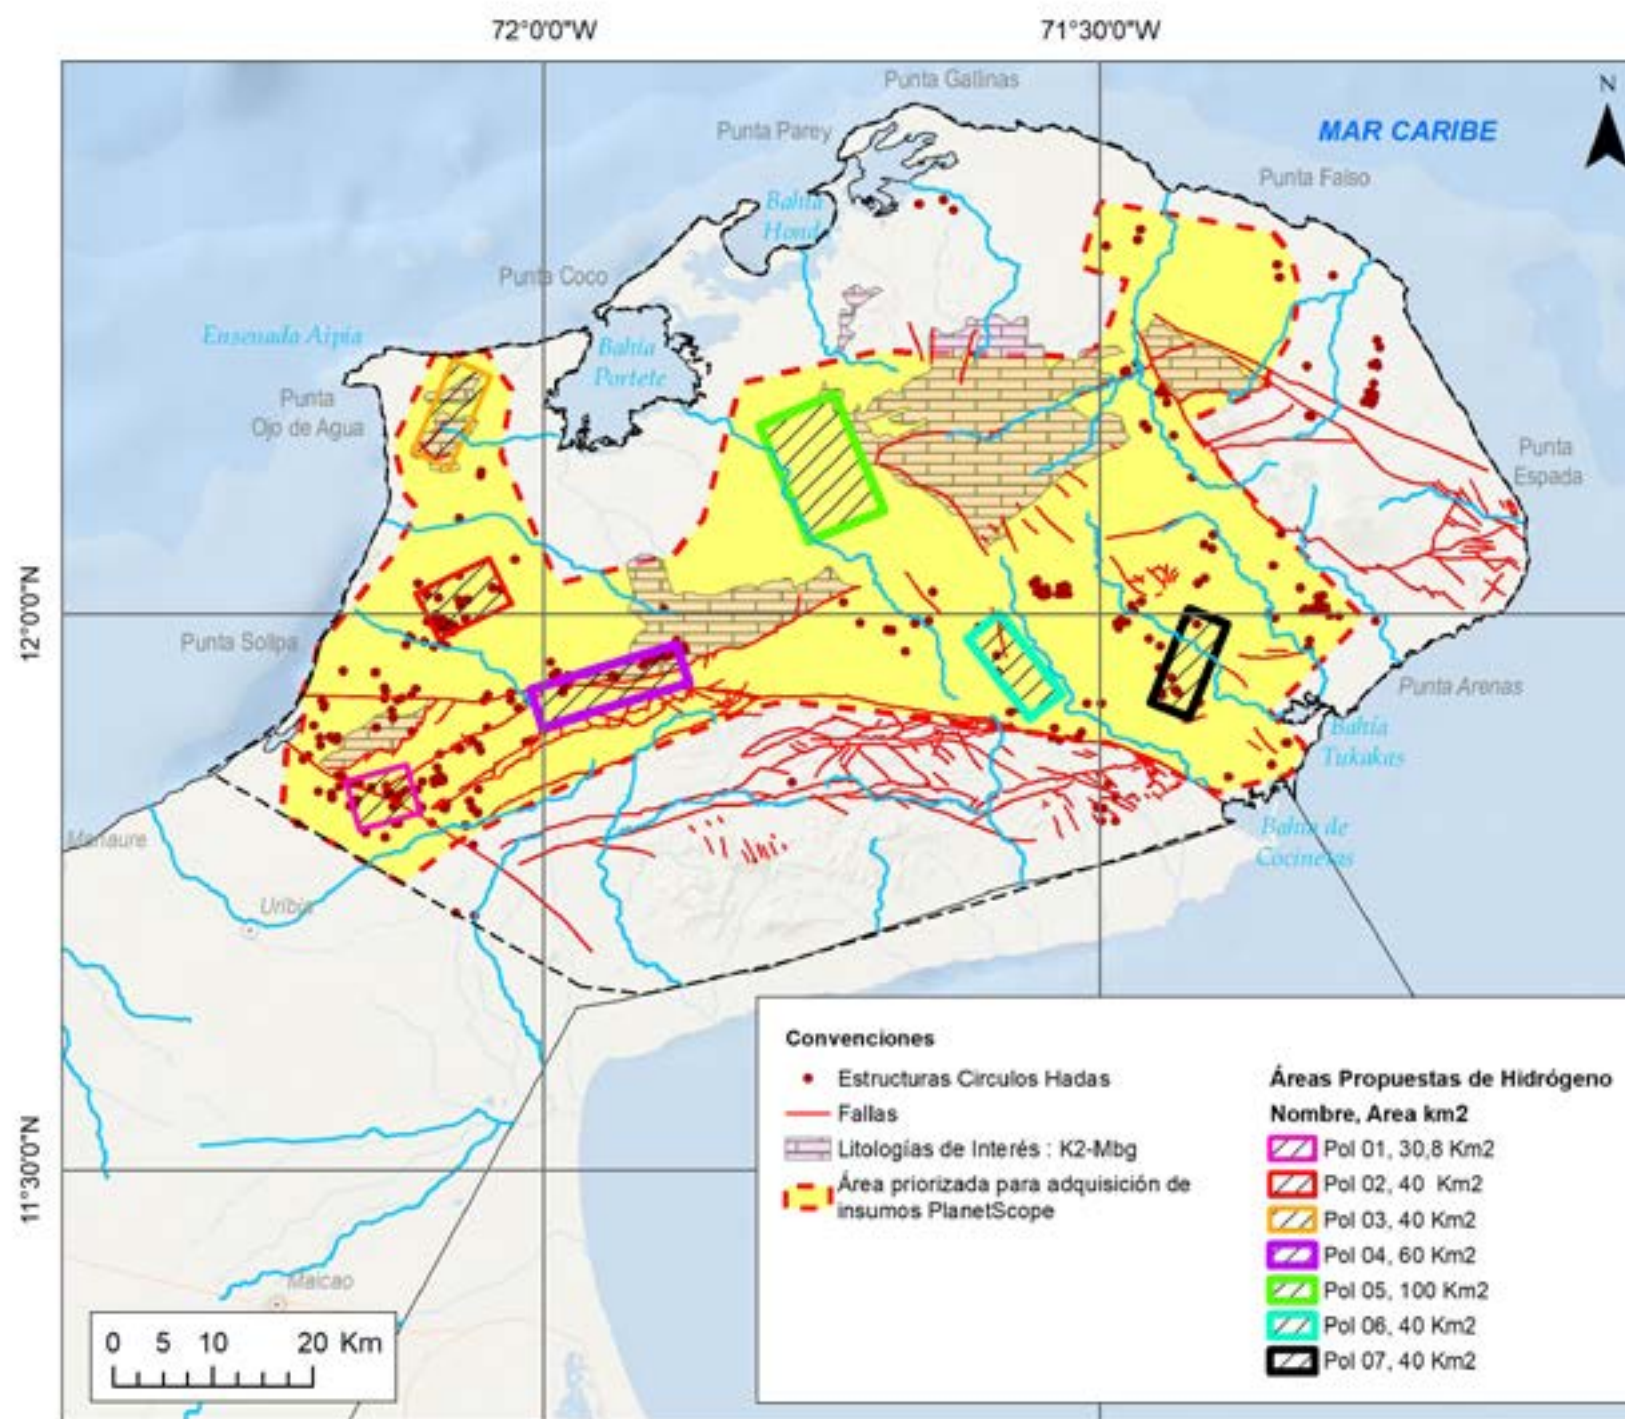 72°0'0"W
71°30'0"W
Punta Gallinas
N
Punta Parey
MAR CARIBE
Punta Falso
Bahía
Honda
Punta Coco
Ensenada Aipía
Bahía
Portete
Punta
Ojo de Agua
Punta
Espada
12°0'0"N
Punta Solipa
Punta Arenas
Bahía
Tukakas
Manaure
Bahía de
Cocinetas
Uribia
11°30'0"N
Maicao
0 5 10 20 Km
Convenciones
Estructuras Circulos Hadas
Fallas
Litologías de Interés : K2-Mbg
Área priorizada para adquisición de
insumos PlanetScope
Áreas Propuestas de Hidrógeno
Nombre, Area km2
Pol 01, 30,8 Km2
Pol 02, 40 Km2
Pol 03, 40 Km2
Pol 04, 60 Km2
Pol 05, 100 Km2
Pol 06, 40 Km2
Pol 07, 40 Km2